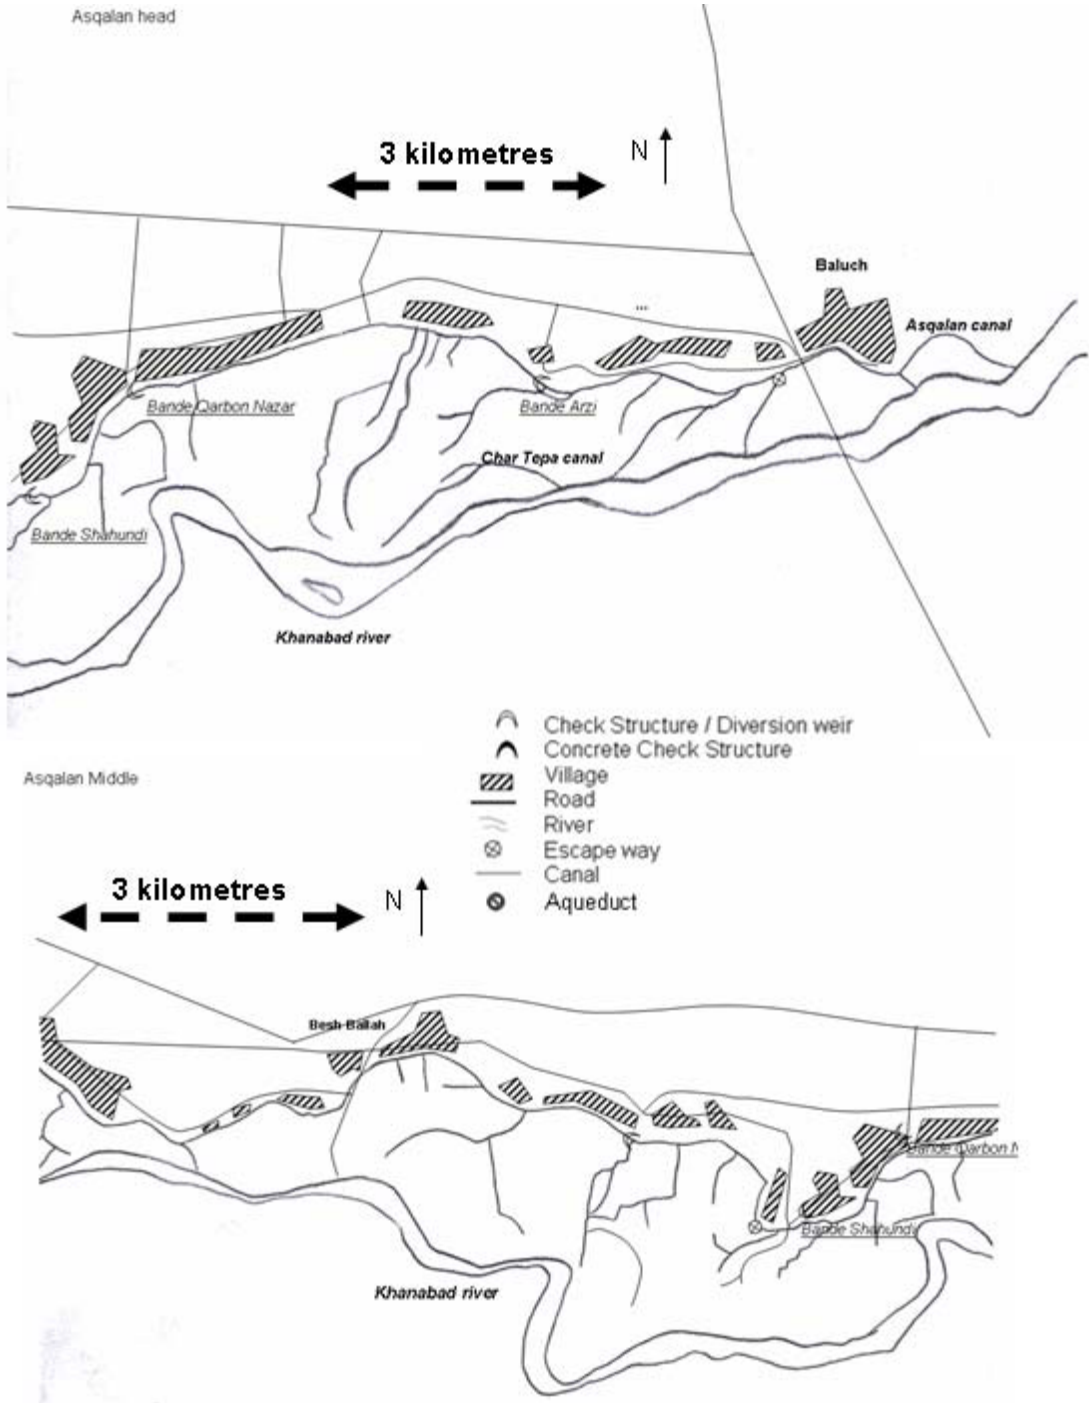 Asqalan head
3 kilometres
N
Baluch
...
Asqalan canal
Bande Qarbon Nazar
Bande Arzi
Char Tepa canal
Bande Shahundi
Khanabad river
Check Structure / Diversion weir
Concrete Check Structure
Village
Road
River
Escape way
Canal
Aqueduct
Asqalan Middle
3 kilometres
N
Besh Ballah
Bande Qarbon N
Bande Shahundi
Khanabad river